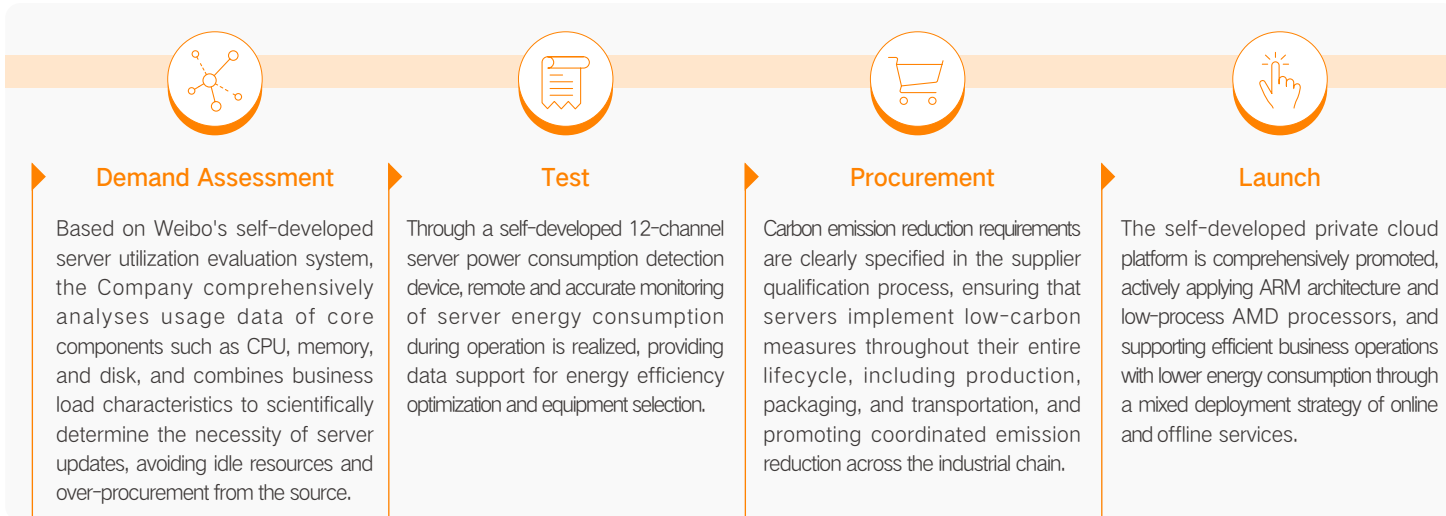 Demand Assessment
Based on Weibo's self-developed
server utilization evaluation system,
the Company comprehensively
analyses usage data of core
components such as CPU, memory,
and disk, and combines business
load characteristics to scientifically
determine the necessity of server
updates, avoiding idle resources and
over-procurement from the source.
Test
Through a self-developed 12-channel
server power consumption detection
device, remote and accurate monitoring
of server energy consumption
during operation is realized, providing
data support for energy efficiency
optimization and equipment selection.
Procurement
Carbon emission reduction requirements
are clearly specified in the supplier
qualification process, ensuring that
servers implement low-carbon
measures throughout their entire
lifecycle, including production,
packaging, and transportation, and
promoting coordinated emission
reduction across the industrial chain.
Launch
The self-developed private cloud
platform is comprehensively promoted,
actively applying ARM architecture and
low-process AMD processors, and
supporting efficient business operations
with lower energy consumption through
a mixed deployment strategy of online
and offline services.